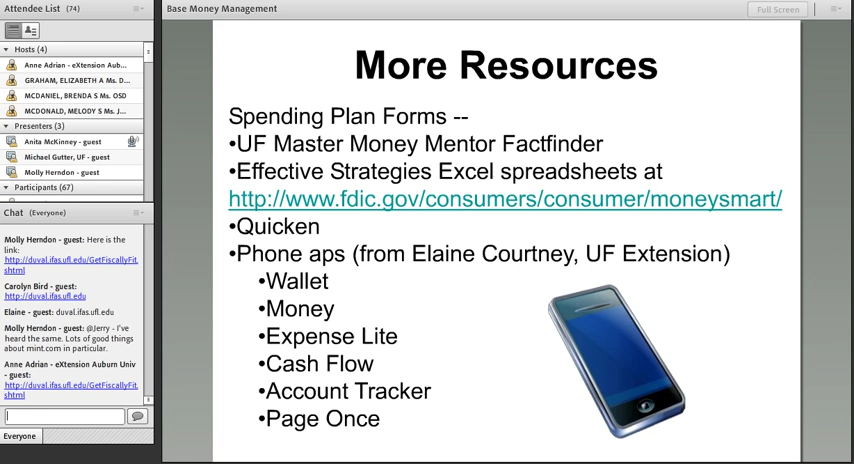 Attendee List (74)
Hosts (4)
Anne Adrian - eXtension Aub...
GRAHAM, ELIZABETH A Ms. D...
MCDANIEL, BRENDA S Ms. OSD
MCDONALD, MELODY S Ms. J...
Presenters (3)
Anita McKinney - guest
Michael Gutter, UF - guest
Molly Herndon - guest
Participants (67)
Chat (Everyone)
Molly Herndon - guest: Here is the
link:
http://duval.ifas.ufl.edu/GetFiscallyFit.
shtml
Carolyn Bird - guest:
http://duval.ifas.ufl.edu
Elaine - guest: duval.ifas.ufl.edu
Molly Herndon - guest: @Jerry - I've
heard the same. Lots of good things
about mint.com in particular.
Anne Adrian - eXtension Auburn Univ
- guest:
http://duval.ifas.ufl.edu/GetFiscallyFit.
shtml
Everyone
Base Money Management
Full Screen
More Resources
Spending Plan Forms --
•UF Master Money Mentor Factfinder
•Effective Strategies Excel spreadsheets at
http://www.fdic.gov/consumers/consumer/moneysmart/
•Quicken
•Phone aps (from Elaine Courtney, UF Extension)
•Wallet
•Money
•Expense Lite
•Cash Flow
•Account Tracker
•Page Once